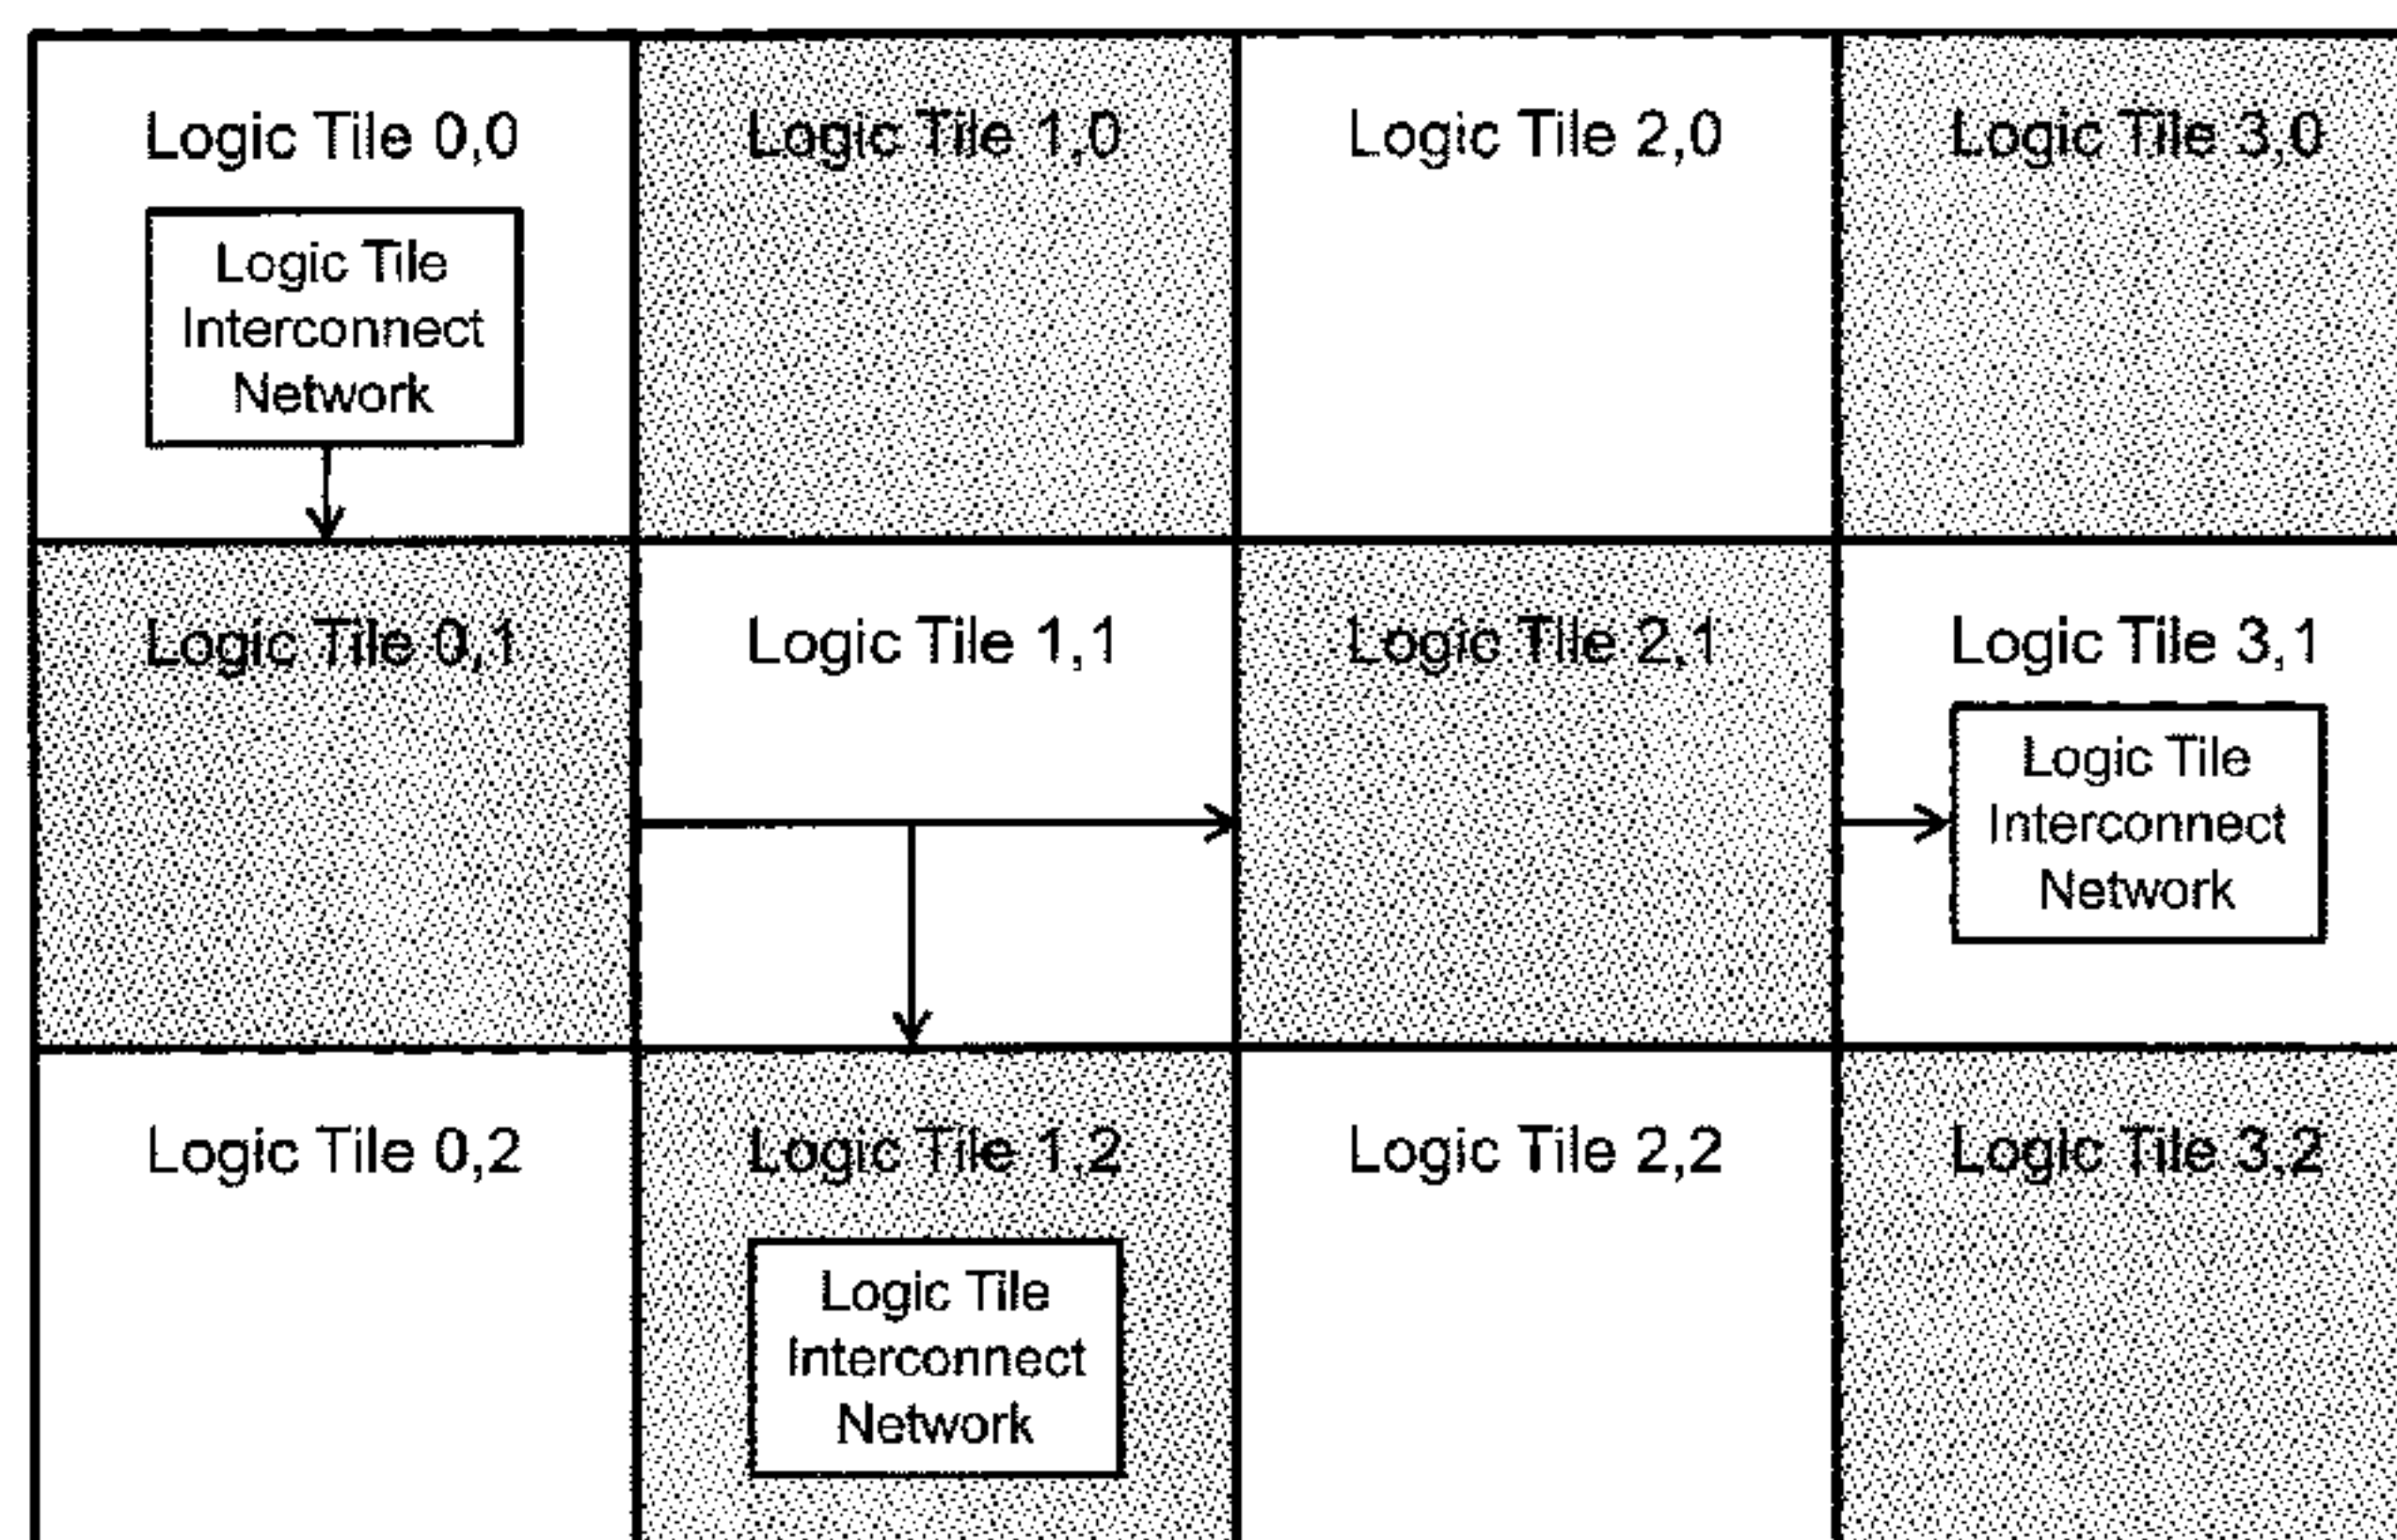 Logic Tile 0,0
Logic Tile 1,0
Logic Tile 2,0
Logic Tile 3,0
Logic Tile
Interconnect
Network
Logic Tile 0,1
Logic Tile 1,1
Logic Tile 2,1
Logic Tile 3,1
Logic Tile
Interconnect
Network
Logic Tile 0,2
Logic Tile 1,2
Logic Tile 2,2
Logic Tile 3,2
Logic Tile
Interconnect
Network